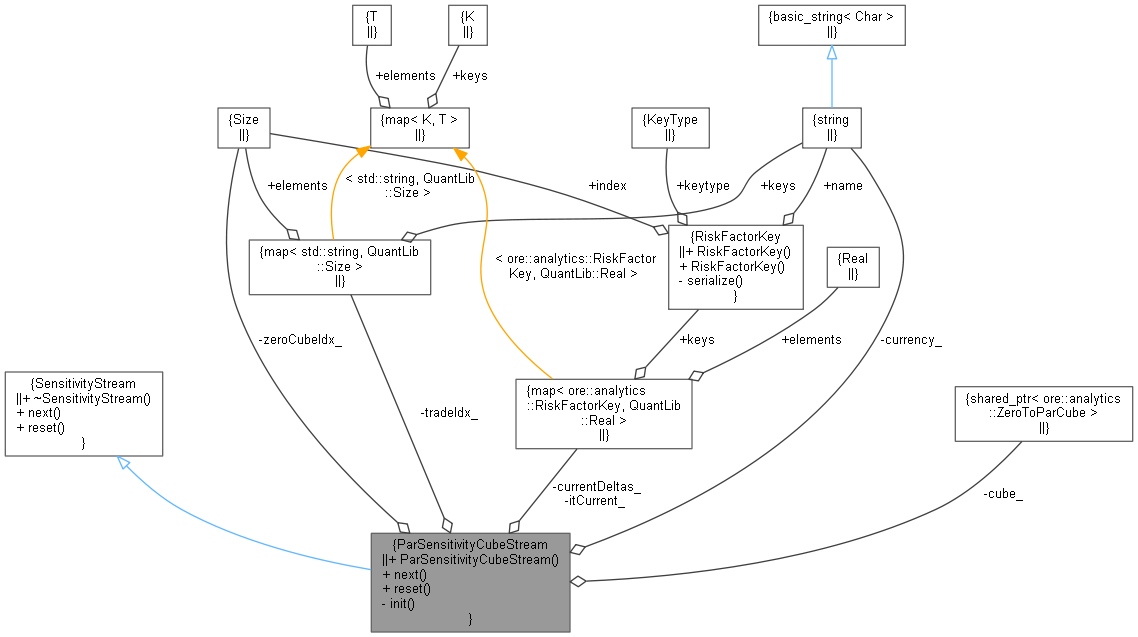 {T
||}
{K
||}
{basic_string< Char >
||}
+elements
+keys
{Size
||}
{map< K, T >
||}
{KeyType
||}
{string
||}
+elements
< std::string, QuantLib
::Size >
+index
+keytype
+keys
+name
{map< std::string, QuantLib
::Size >
||}
< ore::analytics::RiskFactor
Key, QuantLib::Real >
{RiskFactorKey
||+ RiskFactorKey()
+ RiskFactorKey()
- serialize()
}
{Real
||}
-zeroCubeIdx_
+keys
+elements
-currency_
{SensitivityStream
||+ ~SensitivityStream()
+ next()
+ reset()
}
-tradeIdx_
{map< ore::analytics
::RiskFactorKey, QuantLib
::Real >
||}
{shared_ptr< ore::analytics
::ZeroToParCube >
||}
-currentDeltas_
-itCurrent_
-cube_
{ParSensitivityCubeStream
||+ ParSensitivityCubeStream()
+ next()
+ reset()
- init()
}